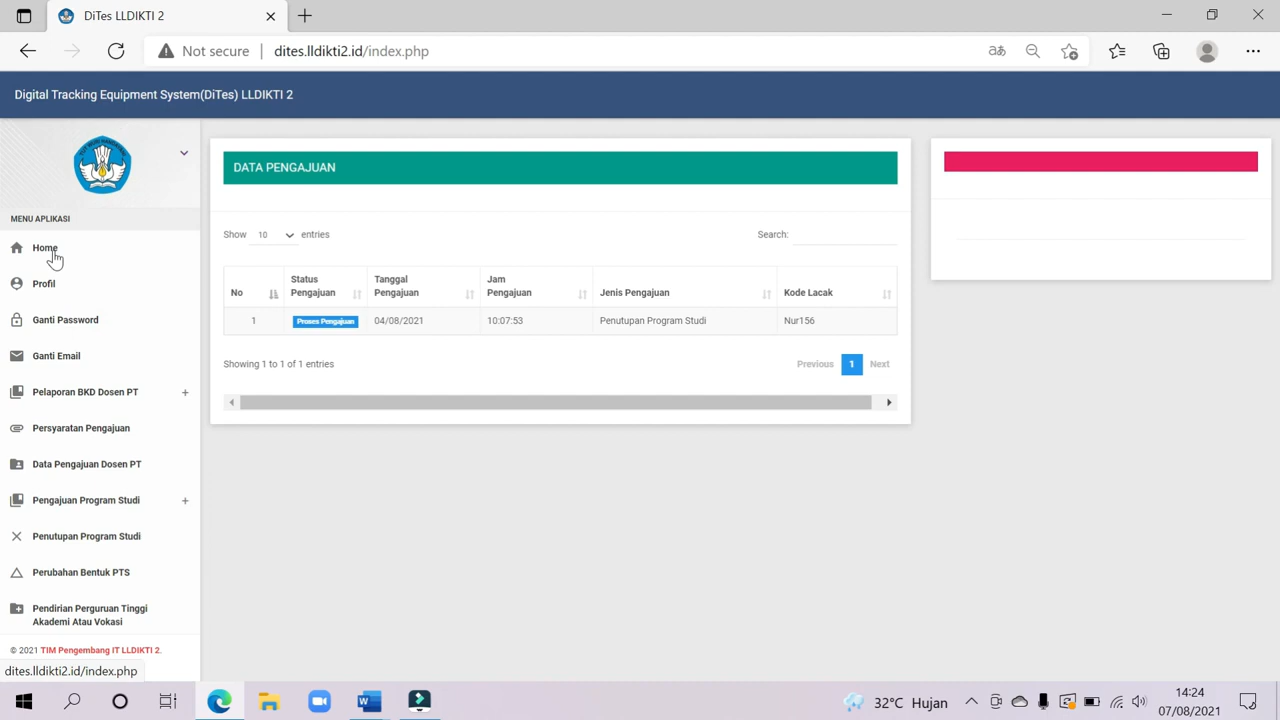 DiTes LLDIKTI 2
Not secure
dites.lldikti2.id/index.php
Digital Tracking Equipment System(DiTes) LLDIKTI 2
MENU APLIKASI
Home
Profil
Ganti Password
Ganti Email
Pelaporan BKD Dosen PT +
Persyaratan Pengajuan
Data Pengajuan Dosen PT
Pengajuan Program Studi +
Penutupan Program Studi
Perubahan Bentuk PTS
Pendirian Perguruan Tinggi
Akademi Atau Vokasi
© 2021 TIM Pengembang IT LLDIKTI 2.
dites.lldikti2.id/index.php
DATA PENGAJUAN
Show 10 entries
Search:
No
Status Pengajuan
Tanggal Pengajuan
Jam Pengajuan
Jenis Pengajuan
Kode Lacak
1 Proses Pengajuan 04/08/2021 10:07:53 Penutupan Program Studi Nur156
Showing 1 to 1 of 1 entries
Previous 1 Next
32°C Hujan
14:24
07/08/2021